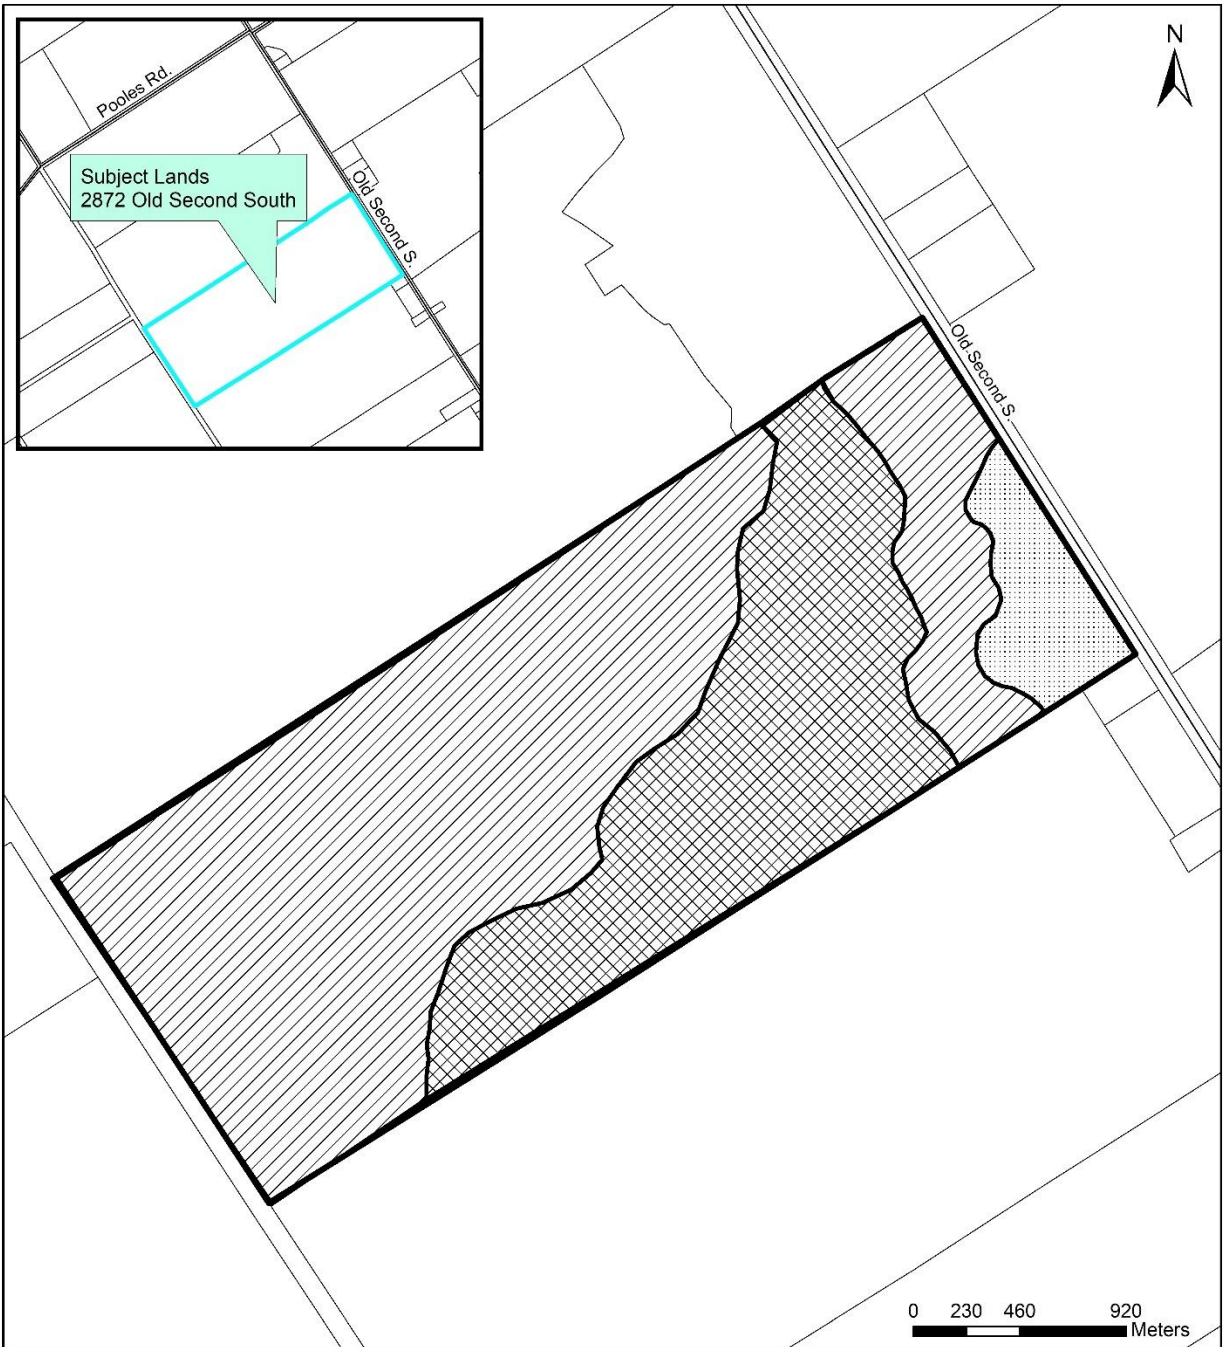 Pooles Rd.
Subject Lands
2872 Old Second South
Old Second S.
N
Old Second S.
0 230 460 920
Meters